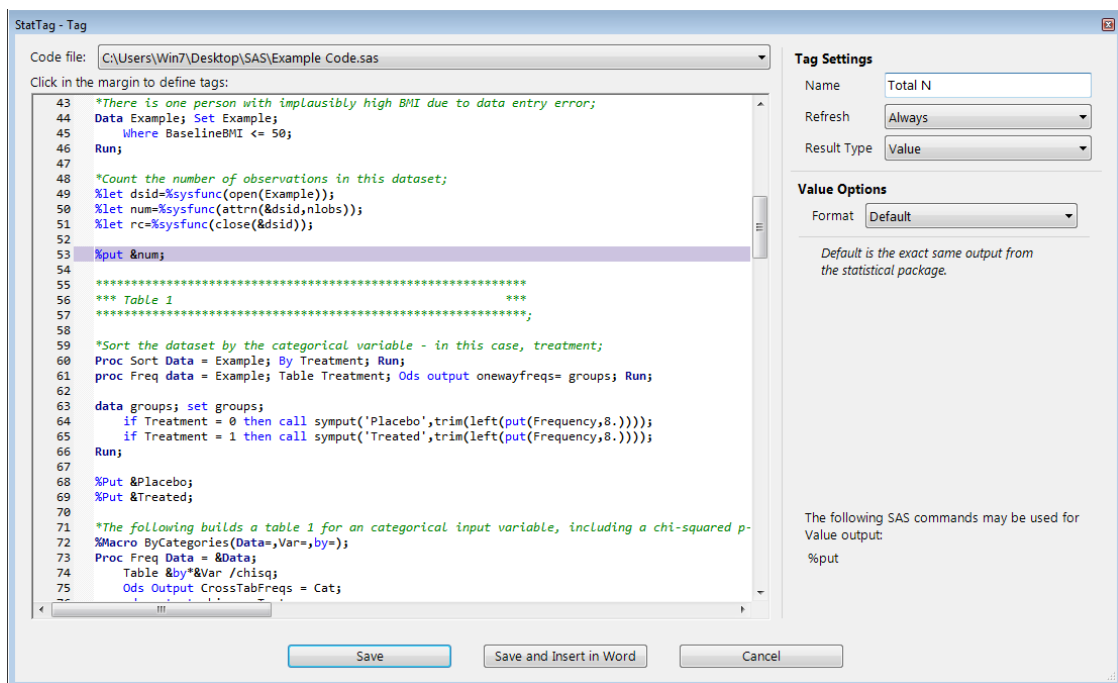 StatTag - Tag
Code file: C:\Users\Win7\Desktop\SAS\Example Code.sas
Click in the margin to define tags:
43 *There is one person with implausibly high BMI due to data entry error;
44 Data Example; Set Example;
45 Where BaselineBMI <= 50;
46 Run;
47
48 *Count the number of observations in this dataset;
49 %let dsid=%sysfunc(open(Example));
50 %let num=%sysfunc(attrn(&dsid,nlobs));
51 %let rc=%sysfunc(close(&dsid));
52
53 %put &num;
54
55 *************************************************************
56 *** Table 1 ***
57 *************************************************************;
58
59 *Sort the dataset by the categorical variable - in this case, treatment;
60 Proc Sort Data = Example; By Treatment; Run;
61 proc Freq data = Example; Table Treatment; Ods output onewayfreqs= groups; Run;
62
63 data groups; set groups;
64 if Treatment = 0 then call symput('Placebo',trim(left(put(Frequency,8.))));
65 if Treatment = 1 then call symput('Treated',trim(left(put(Frequency,8.))));
66 Run;
67
68 %Put &Placebo;
69 %Put &Treated;
70
71 *The following builds a table 1 for an categorical input variable, including a chi-squared p-
72 %Macro ByCategories(Data=,Var=,by=);
73 Proc Freq Data = &Data;
74 Table &by*&Var /chisq;
75 Ods Output CrossTabFreqs = Cat;
Tag Settings
Name Total N
Refresh Always
Result Type Value
Value Options
Format Default
Default is the exact same output from
the statistical package.
The following SAS commands may be used for
Value output:
%put
Save Save and Insert in Word Cancel